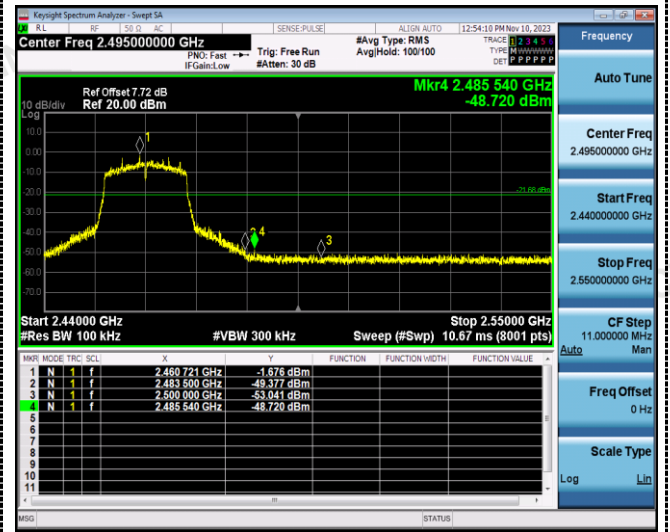 Keysight Spectrum Analyzer - Swept SA
RL RF 50 Ω AC SENSE:PULSE ALIGN AUTO 12:54:10 PM Nov 10, 2023
Center Freq 2.495000000 GHz
PNO: Fast Trig: Free Run #Avg Type: RMS TRACE 1 2 3 4 5 6
IFGain:Low #Atten: 30 dB Avg|Hold: 100/100 TYPE M W W W W W
DET P P P P P P
Frequency
Auto Tune
Center Freq
2.495000000 GHz
Start Freq
2.440000000 GHz
Stop Freq
2.550000000 GHz
CF Step
11.000000 MHz
Auto Man
Freq Offset
0 Hz
Scale Type
Log Lin
Ref Offset 7.72 dB
10 dB/div Ref 20.00 dBm
Log
Mkr4 2.485 540 GHz
-48.720 dBm
10.0
0.00
-10.0
-20.0
-30.0
-40.0
-50.0
-60.0
-70.0
1
4
3
-21.68 dBm
Start 2.44000 GHz Stop 2.55000 GHz
#Res BW 100 kHz #VBW 300 kHz Sweep (#Swp) 10.67 ms (8001 pts)
MKR MODE TRC SCL X Y FUNCTION FUNCTION WIDTH FUNCTION VALUE
1 N 1 f 2.460 721 GHz -1.676 dBm
2 N 1 f 2.483 500 GHz -49.377 dBm
3 N 1 f 2.500 000 GHz -53.041 dBm
4 N 1 f 2.485 540 GHz -48.720 dBm
5
6
7
8
9
10
11
MSG STATUS